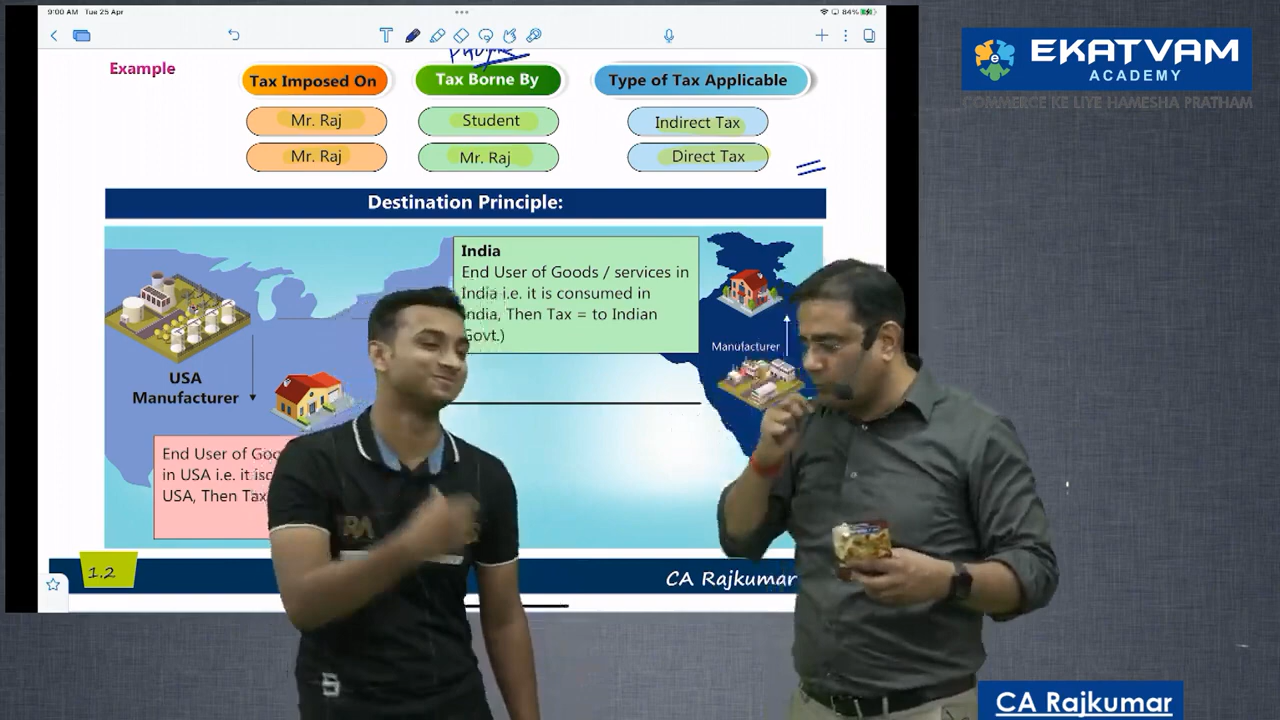 9:00 AM Tue 25 Apr
84%
EKATVAM
ACADEMY
COMMERCE KE LIYE HAMESHA PRATHAM
Example
Tax Imposed On
Tax Borne By
Type of Tax Applicable
Mr. Raj
Student
Indirect Tax
Mr. Raj
Mr. Raj
Direct Tax
Destination Principle:
India
End User of Goods / services in
India i.e. it is consumed in
India, Then Tax = to Indian
Govt.)
Manufacturer
USA
Manufacturer
End User of
in USA i.e. it
USA, Then Tax
1.2
CA Rajkumar
CA Rajkumar